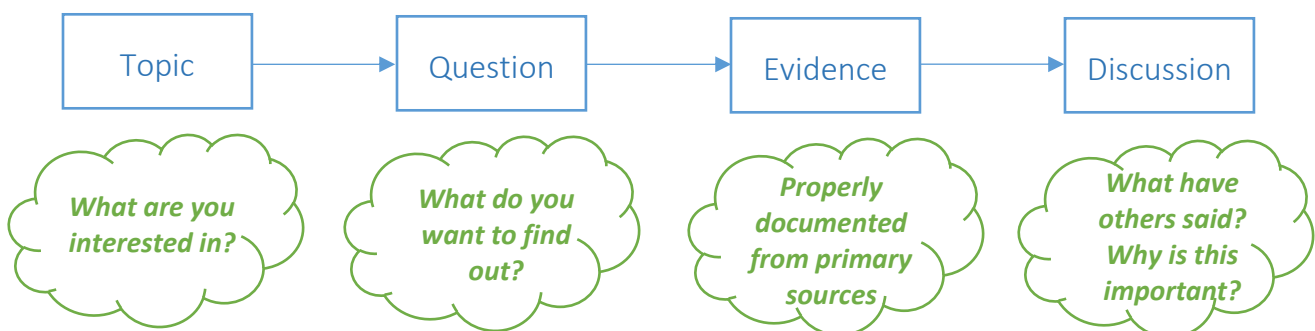 Topic
Question
Evidence
Discussion
What are you
interested in?
What do you
want to find
out?
Properly
documented
from primary
sources
What have
others said?
Why is this
important?